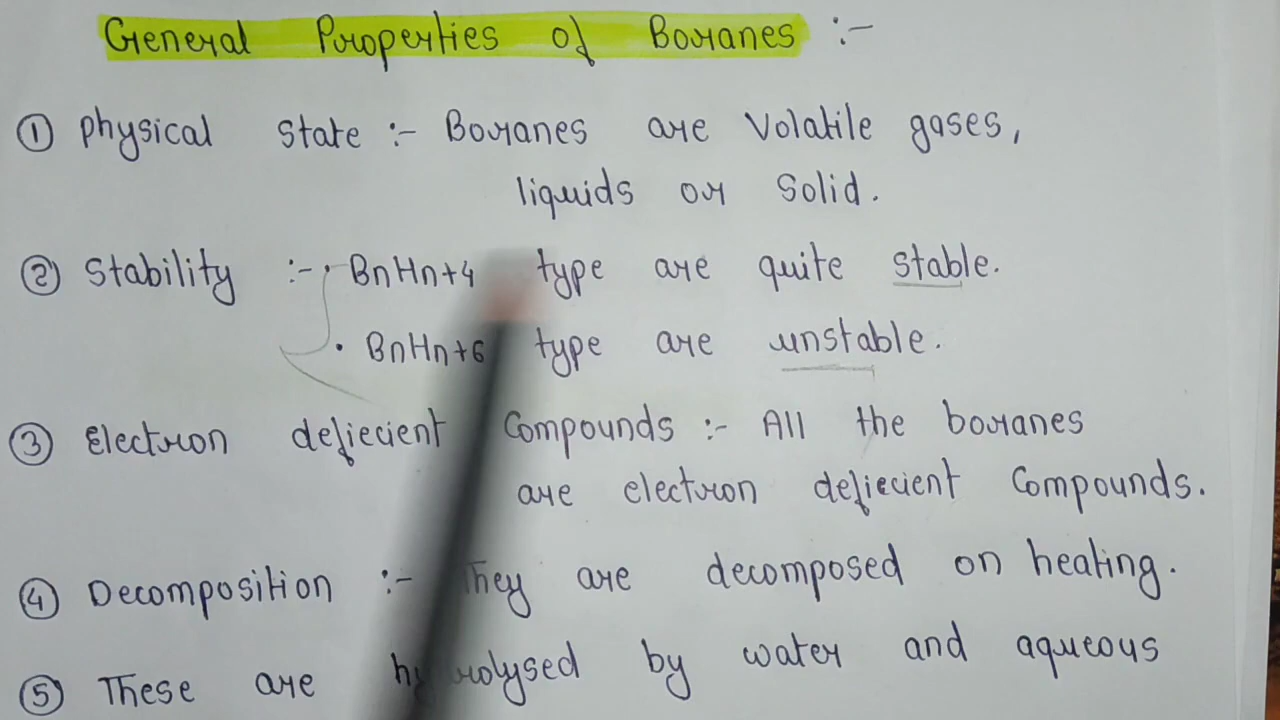 General Properties of Boranes :-
① Physical State :- Boranes are Volatile gases,
liquids or Solid.
② Stability :- • BnHn+4 type are quite stable.
• BnHn+6 type are unstable.
③ Electron defiecient Compounds :- All the boranes
are electron defiecient Compounds.
④ Decomposition :- They are decomposed on heating.
⑤ These are hydrolysed by water and aqueous